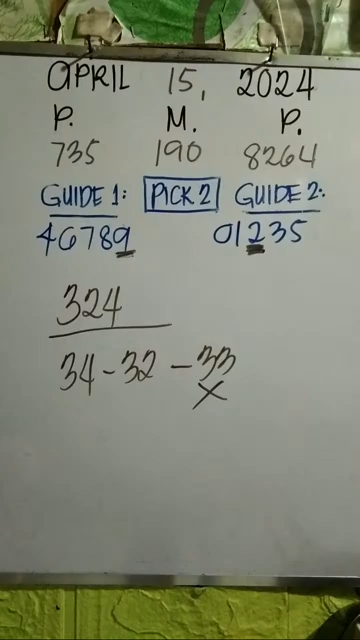 APRIL 15, 2024
P. M. P.
735 190 8264
GUIDE 1: PICK 2 GUIDE 2:
46789 01235
324
34 - 32 - 33
X